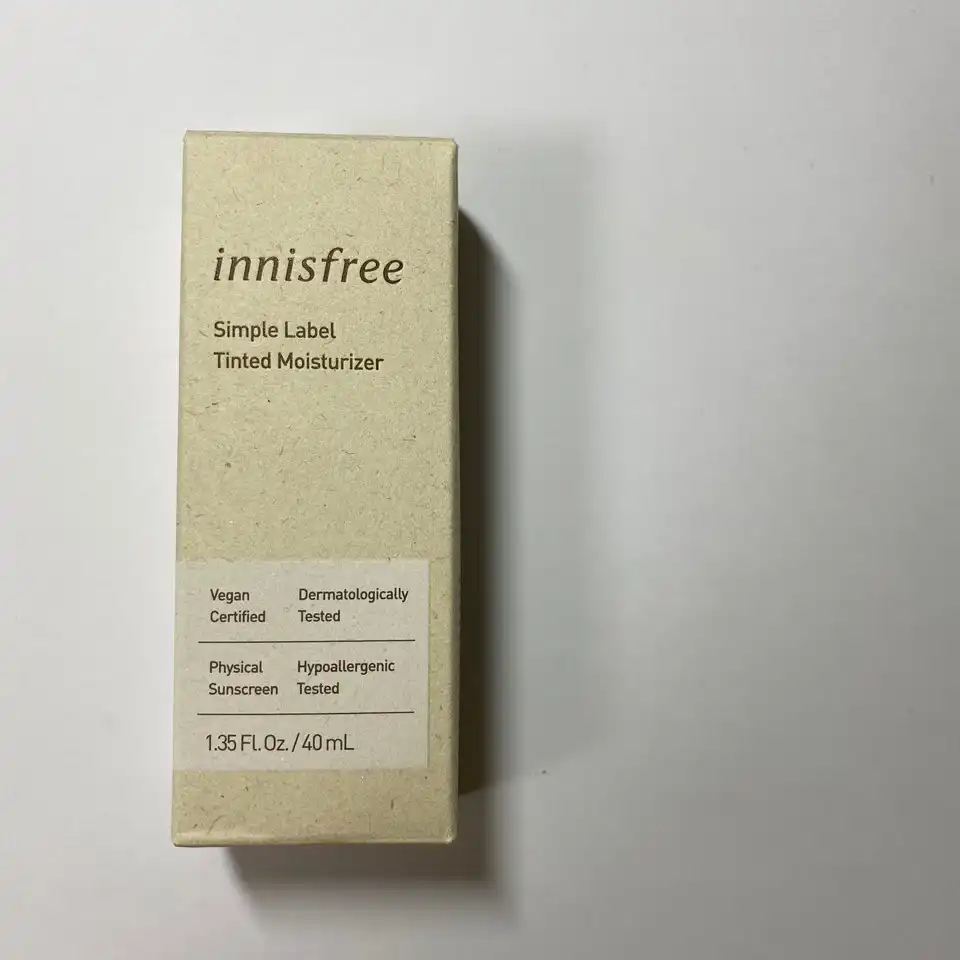 innisfree
Simple Label
Tinted Moisturizer
Vegan Certified
Dermatologically Tested
Physical Sunscreen
Hypoallergenic Tested
1.35 Fl. Oz. / 40 mL